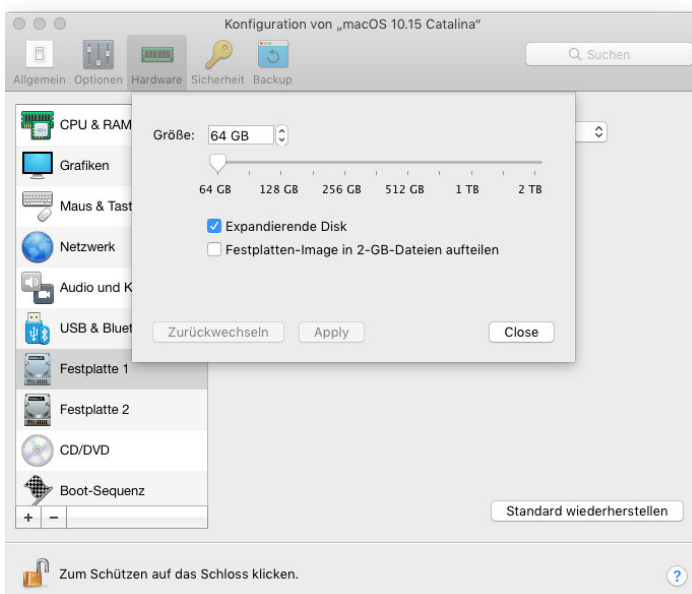 Konfiguration von „macOS 10.15 Catalina“
Allgemein Optionen Hardware Sicherheit Backup
Suchen
CPU & RAM
Grafiken
Maus & Tast
Netzwerk
Audio und K
USB & Bluet
Festplatte 1
Festplatte 2
CD/DVD
Boot-Sequenz
+ −
Größe: 64 GB
64 GB 128 GB 256 GB 512 GB 1 TB 2 TB
Expandierende Disk
Festplatten-Image in 2-GB-Dateien aufteilen
Zurückwechseln Apply Close
Standard wiederherstellen
Zum Schützen auf das Schloss klicken.
?